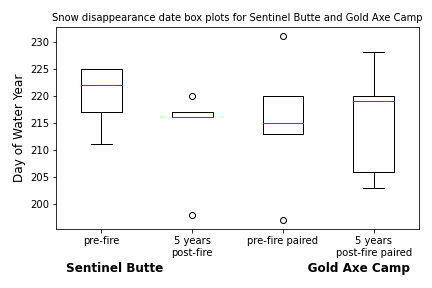 Snow disappearance date box plots for Sentinel Butte and Gold Axe Camp
Day of Water Year
230
225
220
215
210
205
200
pre-fire
5 years
post-fire
pre-fire paired
5 years
post-fire paired
Sentinel Butte
Gold Axe Camp